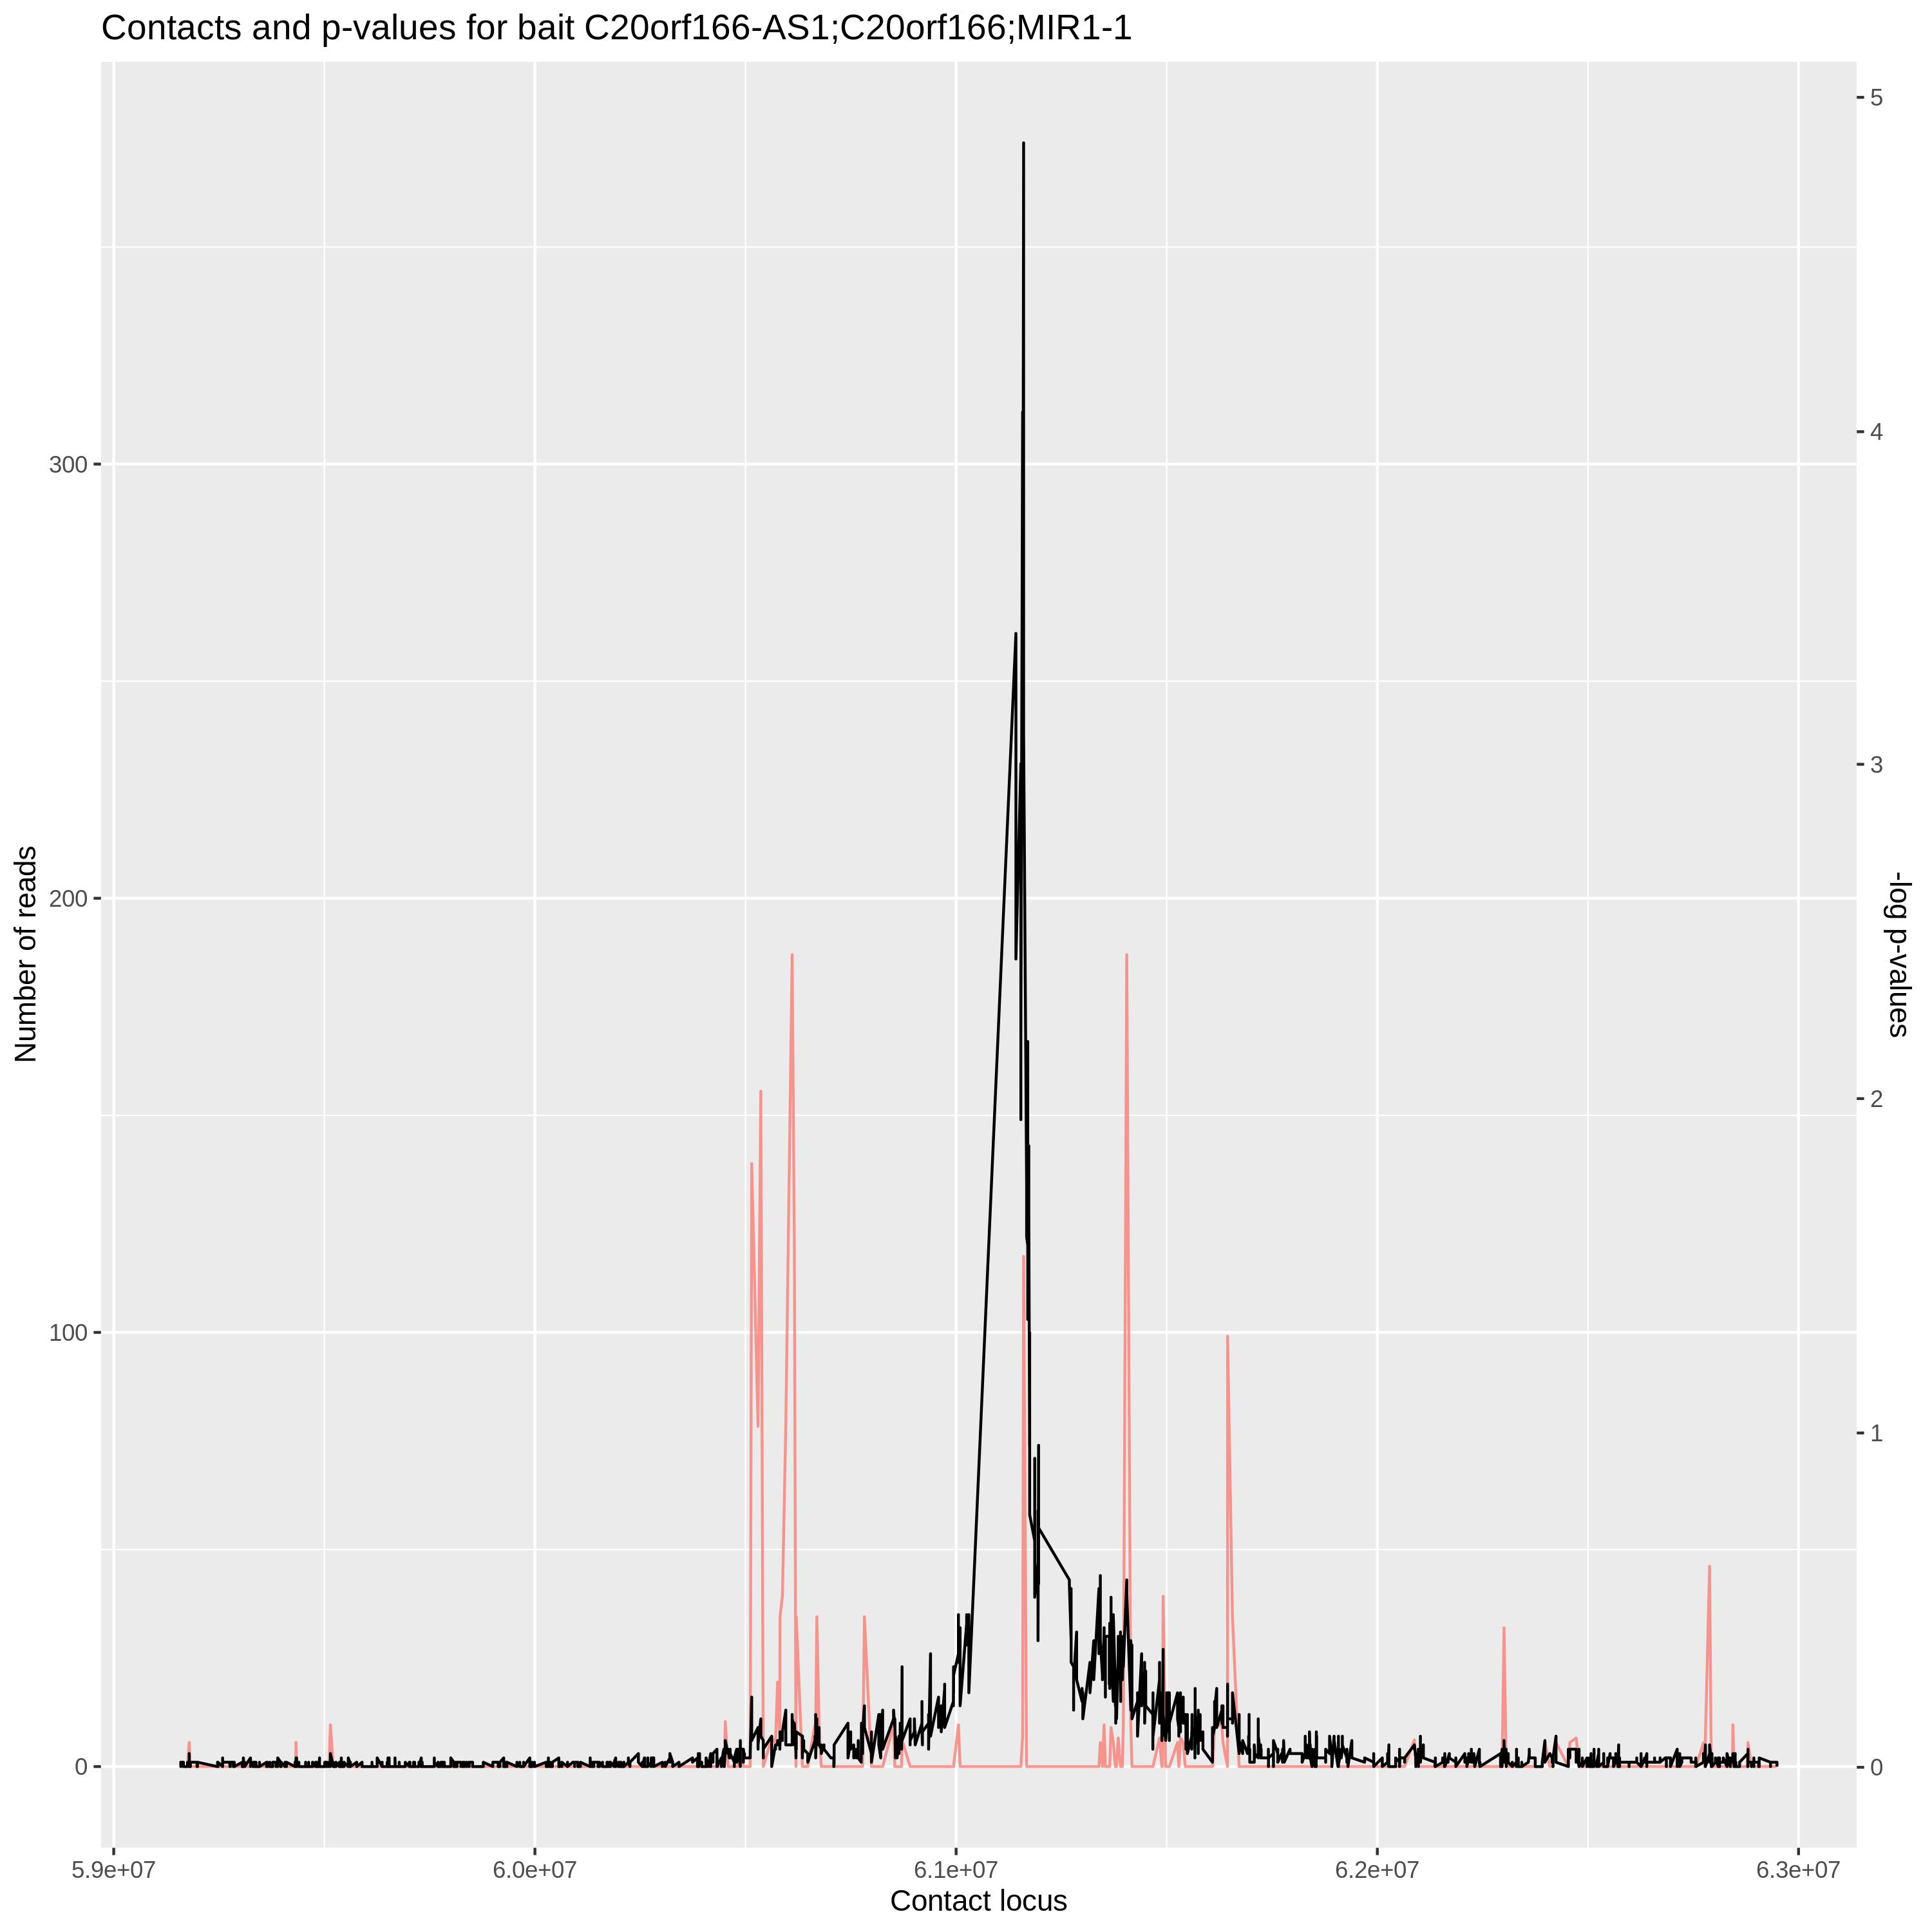 Contacts and p-values for bait C20orf166-AS1;C20orf166;MIR1-1
5
4
300
3
200
Number of reads
-log p-values
2
100
1
0
0
5.9e+07
6.0e+07
6.1e+07
6.2e+07
6.3e+07
Contact locus